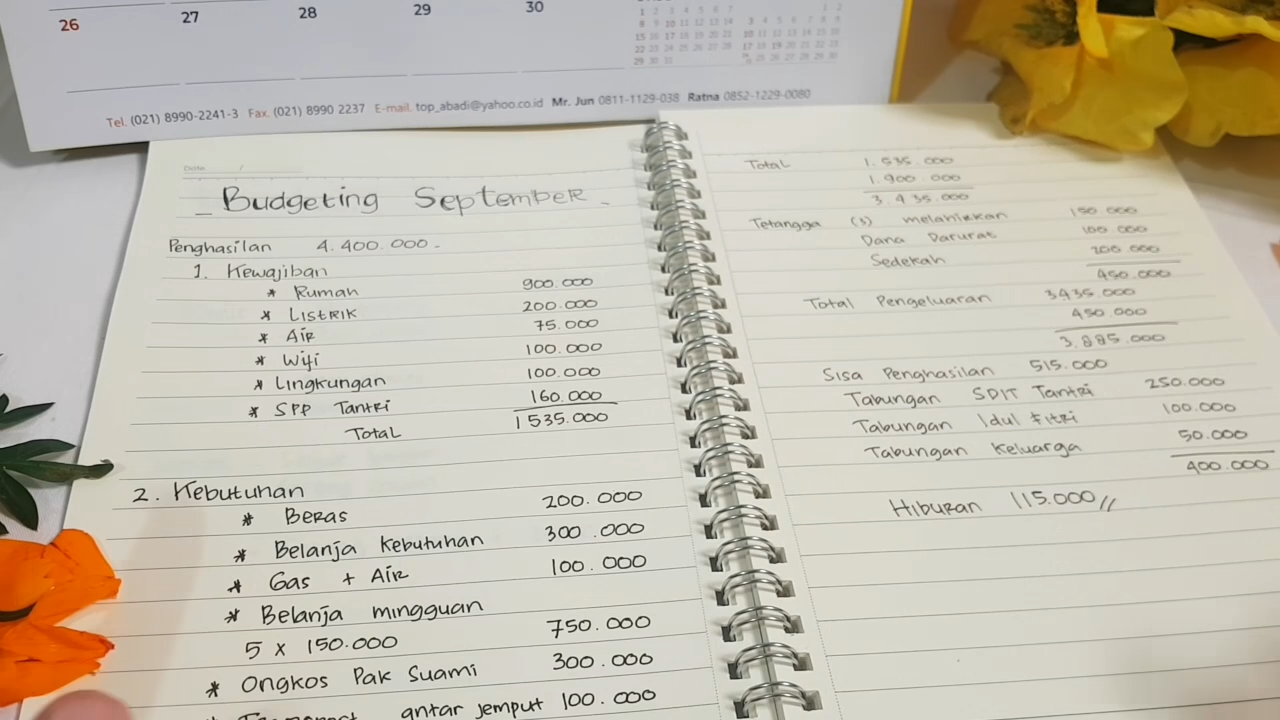 26 27 28 29 30
Tel. (021) 8990-2241-3 Fax. (021) 8990 2237 E-mail. top_abadi@yahoo.co.id Mr. Jun 0811-1129-038 Ratna 0852-1229-0080
Date /
Budgeting September
Penghasilan 4.400.000.-
1. Kewajiban
* Rumah 900.000
* Listrik 200.000
* Air 75.000
* Wifi 100.000
* Lingkungan 100.000
* SPP Tantri 160.000
Total 1535.000
2. Kebutuhan
* Beras 200.000
* Belanja Kebutuhan 300.000
* Gas + Air 100.000
* Belanja mingguan
5 x 150.000 750.000
* Ongkos Pak Suami 300.000
antar jemput 100.000
Total 1.535.000
1.900.000
3.435.000
Tetangga (3) melahirkan 150.000
Dana Darurat 100.000
Sedekah 200.000
450.000
Total Pengeluaran 3435.000
450.000
3.885.000
Sisa Penghasilan 515.000
Tabungan SDIT Tantri 250.000
Tabungan Idul Fitri 100.000
Tabungan Keluarga 50.000
400.000
Hiburan 115.000//